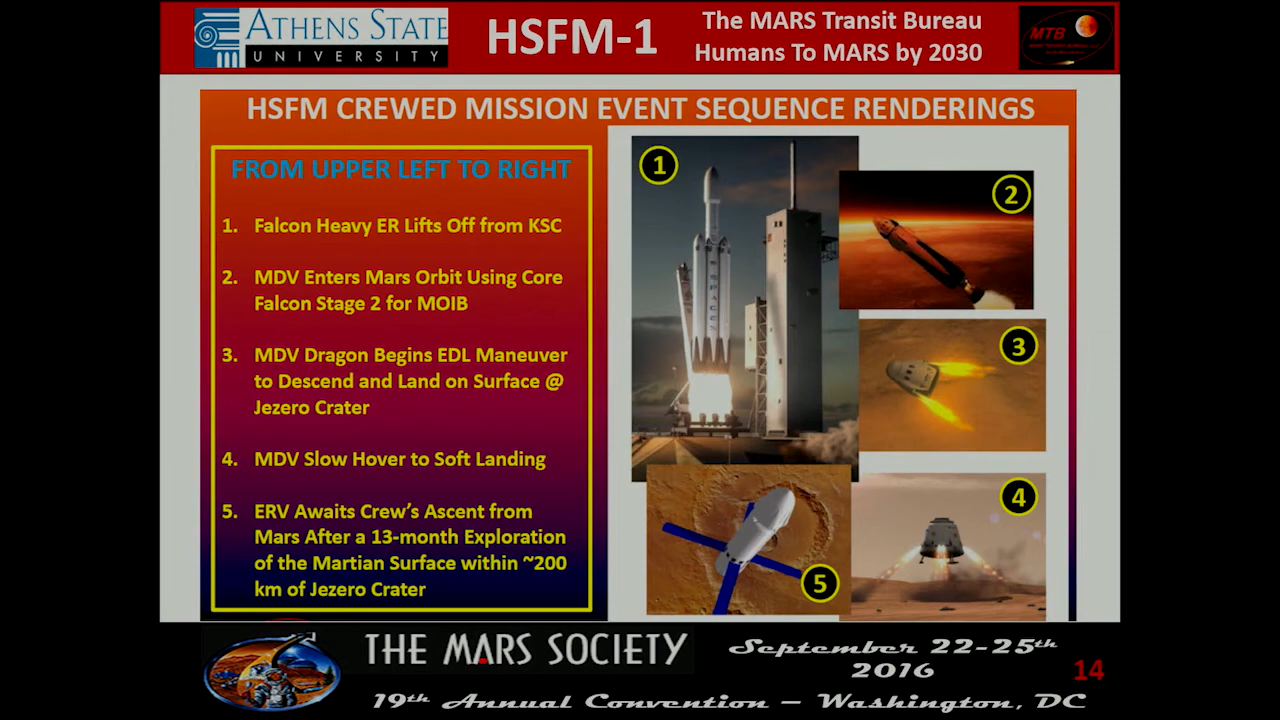 ATHENS STATE
UNIVERSITY
HSFM-1
The MARS Transit Bureau
Humans To MARS by 2030
MTB
HSFM CREWED MISSION EVENT SEQUENCE RENDERINGS
FROM UPPER LEFT TO RIGHT
1. Falcon Heavy ER Lifts Off from KSC
2. MDV Enters Mars Orbit Using Core
Falcon Stage 2 for MOIB
3. MDV Dragon Begins EDL Maneuver
to Descend and Land on Surface @
Jezero Crater
4. MDV Slow Hover to Soft Landing
5. ERV Awaits Crew's Ascent from
Mars After a 13-month Exploration
of the Martian Surface within ~200
km of Jezero Crater
1
SPACEX
2
3
4
5
THE MARS SOCIETY
September 22-25th
2016
14
19th Annual Convention – Washington, DC